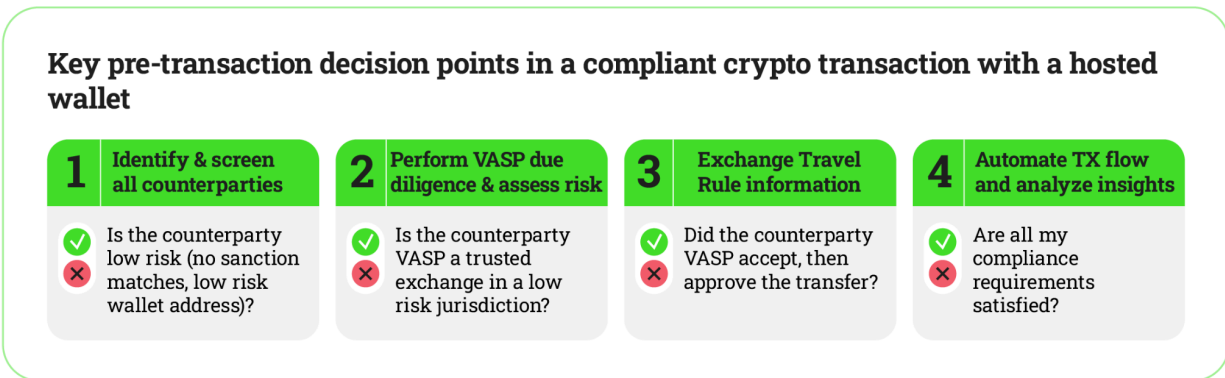 Key pre-transaction decision points in a compliant crypto transaction with a hosted
wallet
1
Identify & screen
all counterparties
Is the counterparty
low risk (no sanction
matches, low risk
wallet address)?
2
Perform VASP due
diligence & assess risk
Is the counterparty
VASP a trusted
exchange in a low
risk jurisdiction?
3
Exchange Travel
Rule information
Did the counterparty
VASP accept, then
approve the transfer?
4
Automate TX flow
and analyze insights
Are all my
compliance
requirements
satisfied?